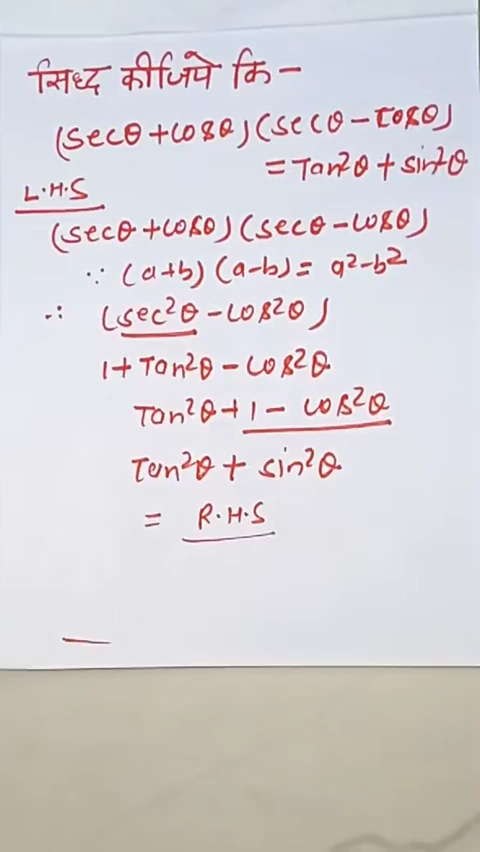 सिध्द कीजिये कि -
(secθ + cosθ) (secθ - cosθ)
= Tan²θ + sin²θ
L.H.S
(secθ + cosθ) (secθ - cosθ)
∵ (a+b) (a-b) = a²-b²
∴ (sec²θ - cos²θ)
1 + Tan²θ - cos²θ
Tan²θ + 1 - cos²θ
Tan²θ + sin²θ
= R.H.S